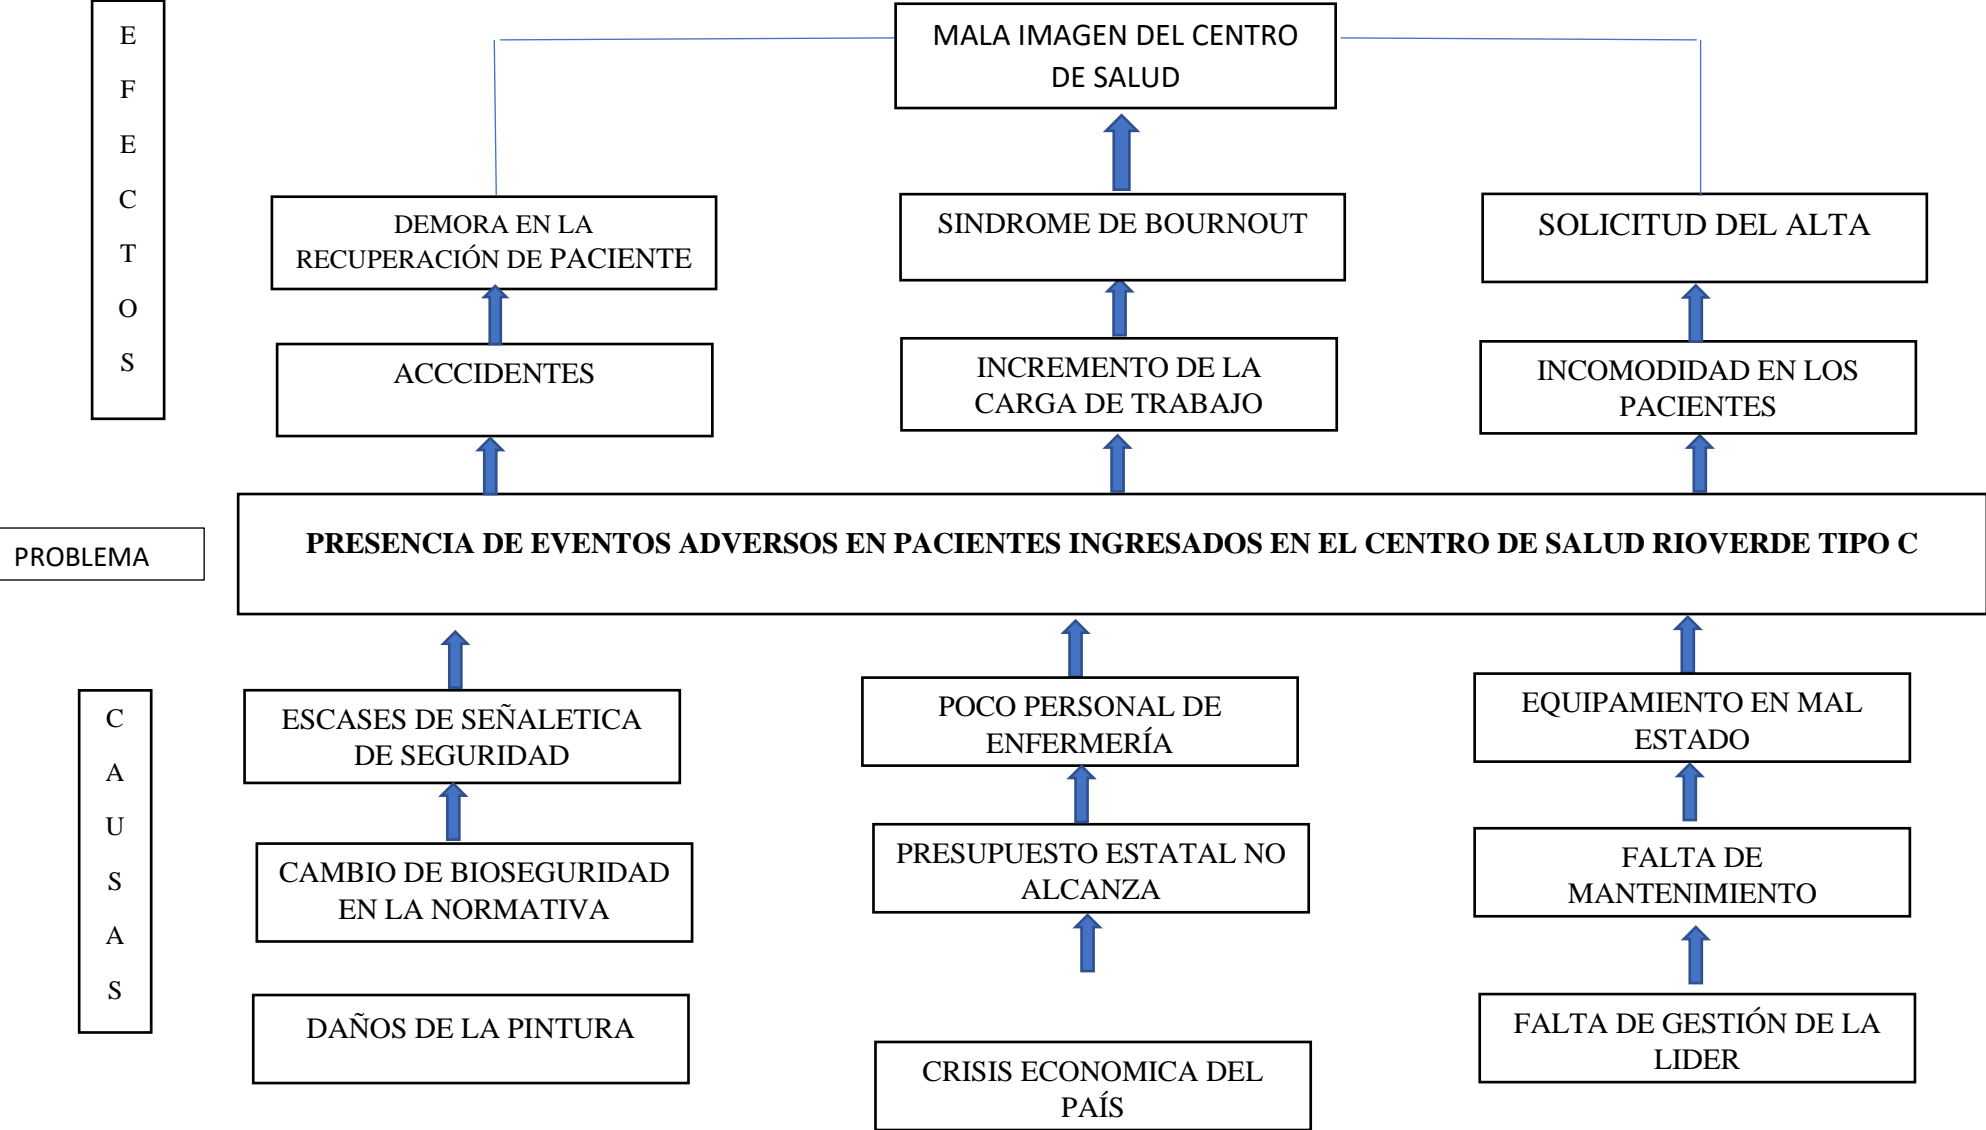 E
F
E
C
T
O
S
MALA IMAGEN DEL CENTRO
DE SALUD
DEMORA EN LA
RECUPERACIÓN DE PACIENTE
SINDROME DE BOURNOUT
SOLICITUD DEL ALTA
ACCCIDENTES
INCREMENTO DE LA
CARGA DE TRABAJO
INCOMODIDAD EN LOS
PACIENTES
PROBLEMA
PRESENCIA DE EVENTOS ADVERSOS EN PACIENTES INGRESADOS EN EL CENTRO DE SALUD RIOVERDE TIPO C
C
A
U
S
A
S
ESCASES DE SEÑALETICA
DE SEGURIDAD
POCO PERSONAL DE
ENFERMERÍA
EQUIPAMIENTO EN MAL
ESTADO
CAMBIO DE BIOSEGURIDAD
EN LA NORMATIVA
PRESUPUESTO ESTATAL NO
ALCANZA
FALTA DE
MANTENIMIENTO
DAÑOS DE LA PINTURA
CRISIS ECONOMICA DEL
PAÍS
FALTA DE GESTIÓN DE LA
LIDER